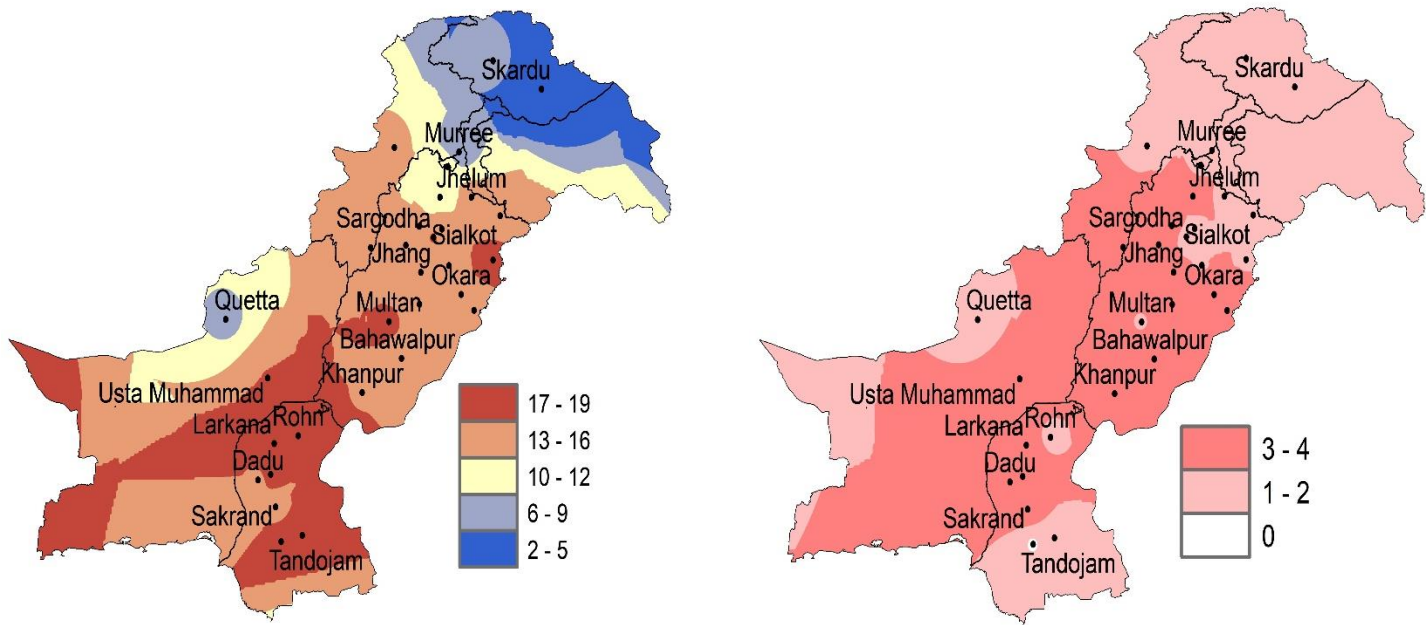 Skardu
Murree
Jhelum
Sargodha
Sialkot
Jhang
Okara
Quetta
Multan
Bahawalpur
Khanpur
Usta Muhammad
Rohn
Larkana
Dadu
Sakrand
Tandojam
17 - 19
13 - 16
10 - 12
6 - 9
2 - 5
Skardu
Murree
Jhelum
Sargodha
Sialkot
Jhang
Okara
Quetta
Multan
Bahawalpur
Khanpur
Usta Muhammad
Rohn
Larkana
Dadu
Sakrand
Tandojam
3 - 4
1 - 2
0